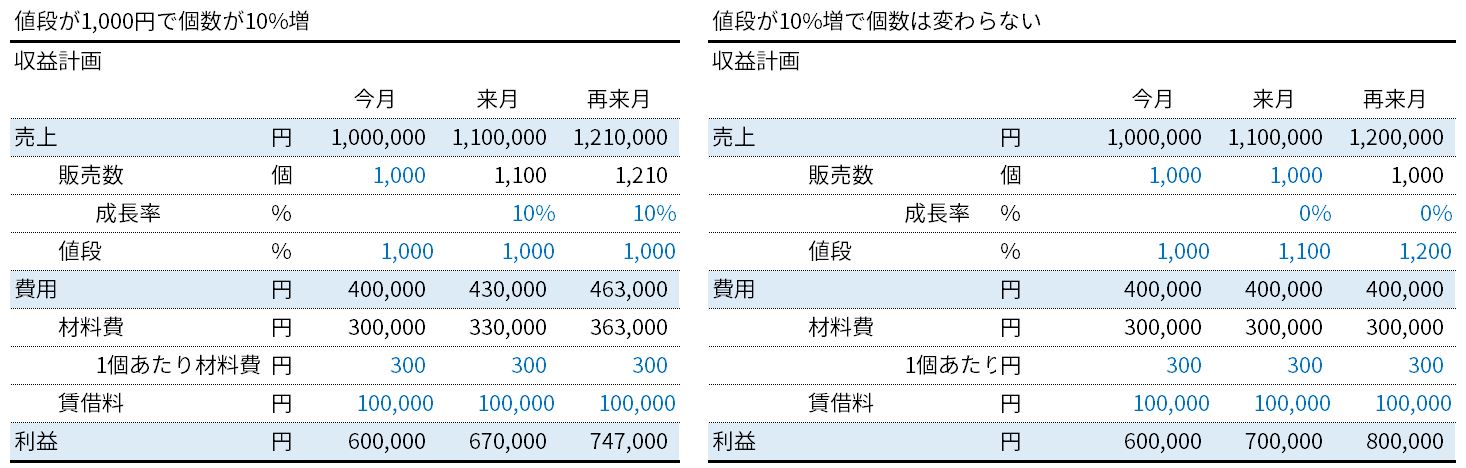 値段が1,000円で個数が10%増
収益計画
今月 来月 再来月
売上 円 1,000,000 1,100,000 1,210,000
販売数 個 1,000 1,100 1,210
成長率 % 10% 10%
値段 % 1,000 1,000 1,000
費用 円 400,000 430,000 463,000
材料費 円 300,000 330,000 363,000
1個あたり材料費 円 300 300 300
賃借料 円 100,000 100,000 100,000
利益 円 600,000 670,000 747,000
値段が10%増で個数は変わらない
収益計画
今月 来月 再来月
売上 円 1,000,000 1,100,000 1,200,000
販売数 個 1,000 1,000 1,000
成長率 % 0% 0%
値段 % 1,000 1,100 1,200
費用 円 400,000 400,000 400,000
材料費 円 300,000 300,000 300,000
1個あたり 円 300 300 300
賃借料 円 100,000 100,000 100,000
利益 円 600,000 700,000 800,000